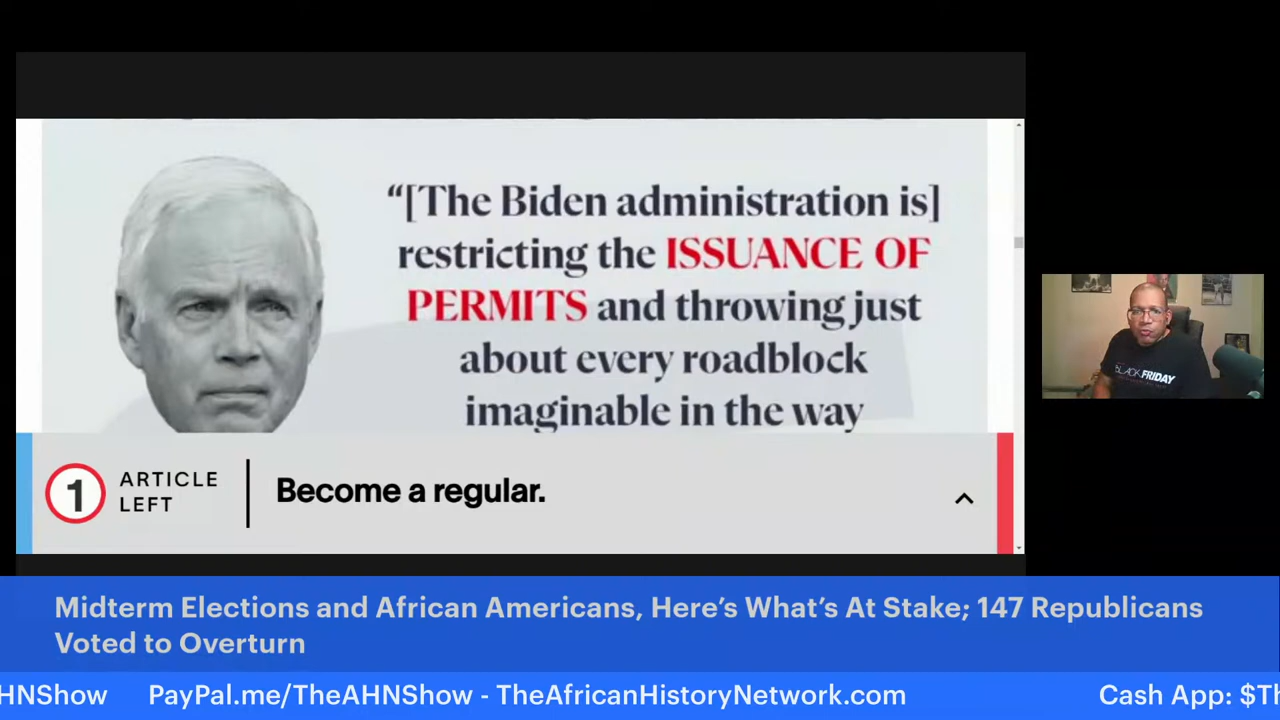 “[The Biden administration is]
restricting the ISSUANCE OF
PERMITS and throwing just
about every roadblock
imaginable in the way
1
ARTICLE
LEFT
Become a regular.
BLACK FRIDAY
Midterm Elections and African Americans, Here’s What’s At Stake; 147 Republicans
Voted to Overturn
HNShow PayPal.me/TheAHNShow - TheAfricanHistoryNetwork.com Cash App: $Th